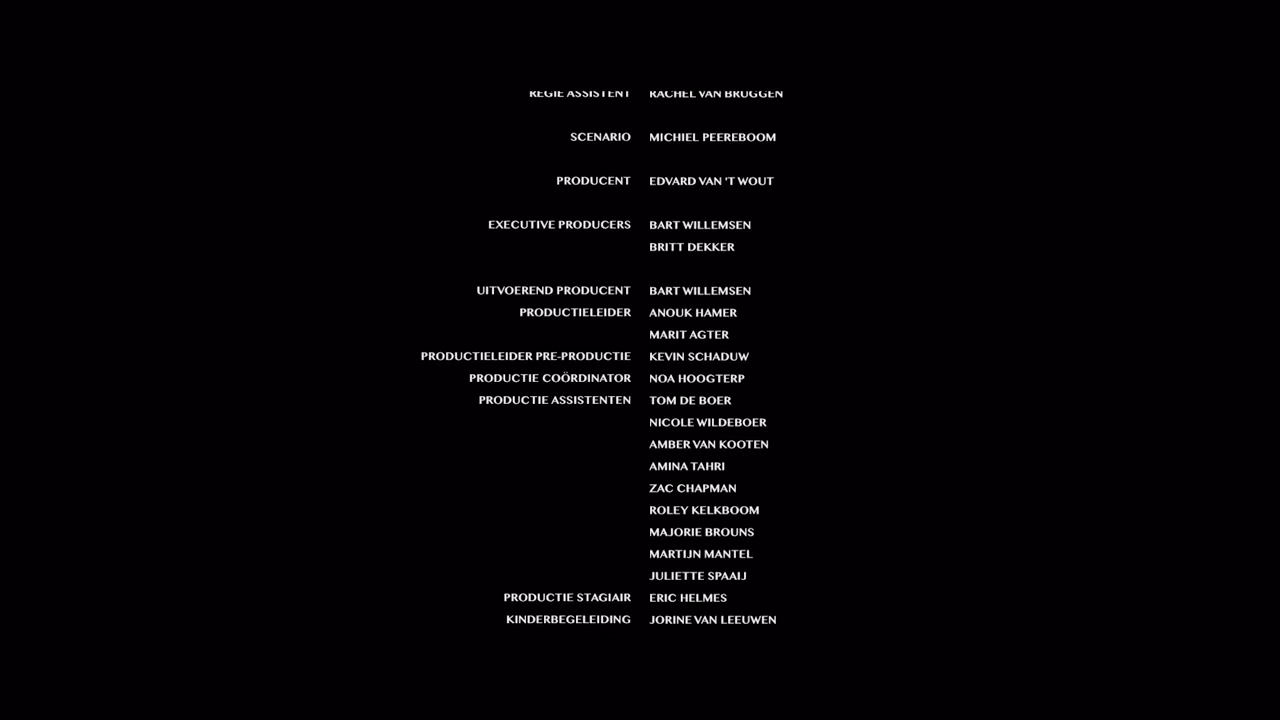 REGIE ASSISTENT RACHEL VAN BRUGGEN
SCENARIO MICHIEL PEEREBOOM
PRODUCENT EDVARD VAN 'T WOUT
EXECUTIVE PRODUCERS BART WILLEMSEN
BRITT DEKKER
UITVOEREND PRODUCENT BART WILLEMSEN
PRODUCTIELEIDER ANOUK HAMER
MARIT AGTER
PRODUCTIELEIDER PRE-PRODUCTIE KEVIN SCHADUW
PRODUCTIE COÖRDINATOR NOA HOOGTERP
PRODUCTIE ASSISTENTEN TOM DE BOER
NICOLE WILDEBOER
AMBER VAN KOOTEN
AMINA TAHRI
ZAC CHAPMAN
ROLEY KELKBOOM
MAJORIE BROUNS
MARTIJN MANTEL
JULIETTE SPAAIJ
PRODUCTIE STAGIAIR ERIC HELMES
KINDERBEGELEIDING JORINE VAN LEEUWEN